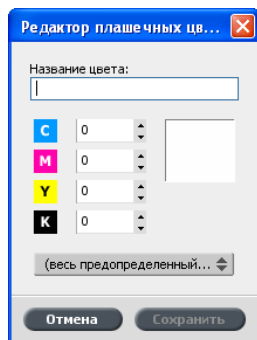 Редактор плашечных цв...
Название цвета:
C 0
M 0
Y 0
K 0
(весь предопределенный...
Отмена Сохранить